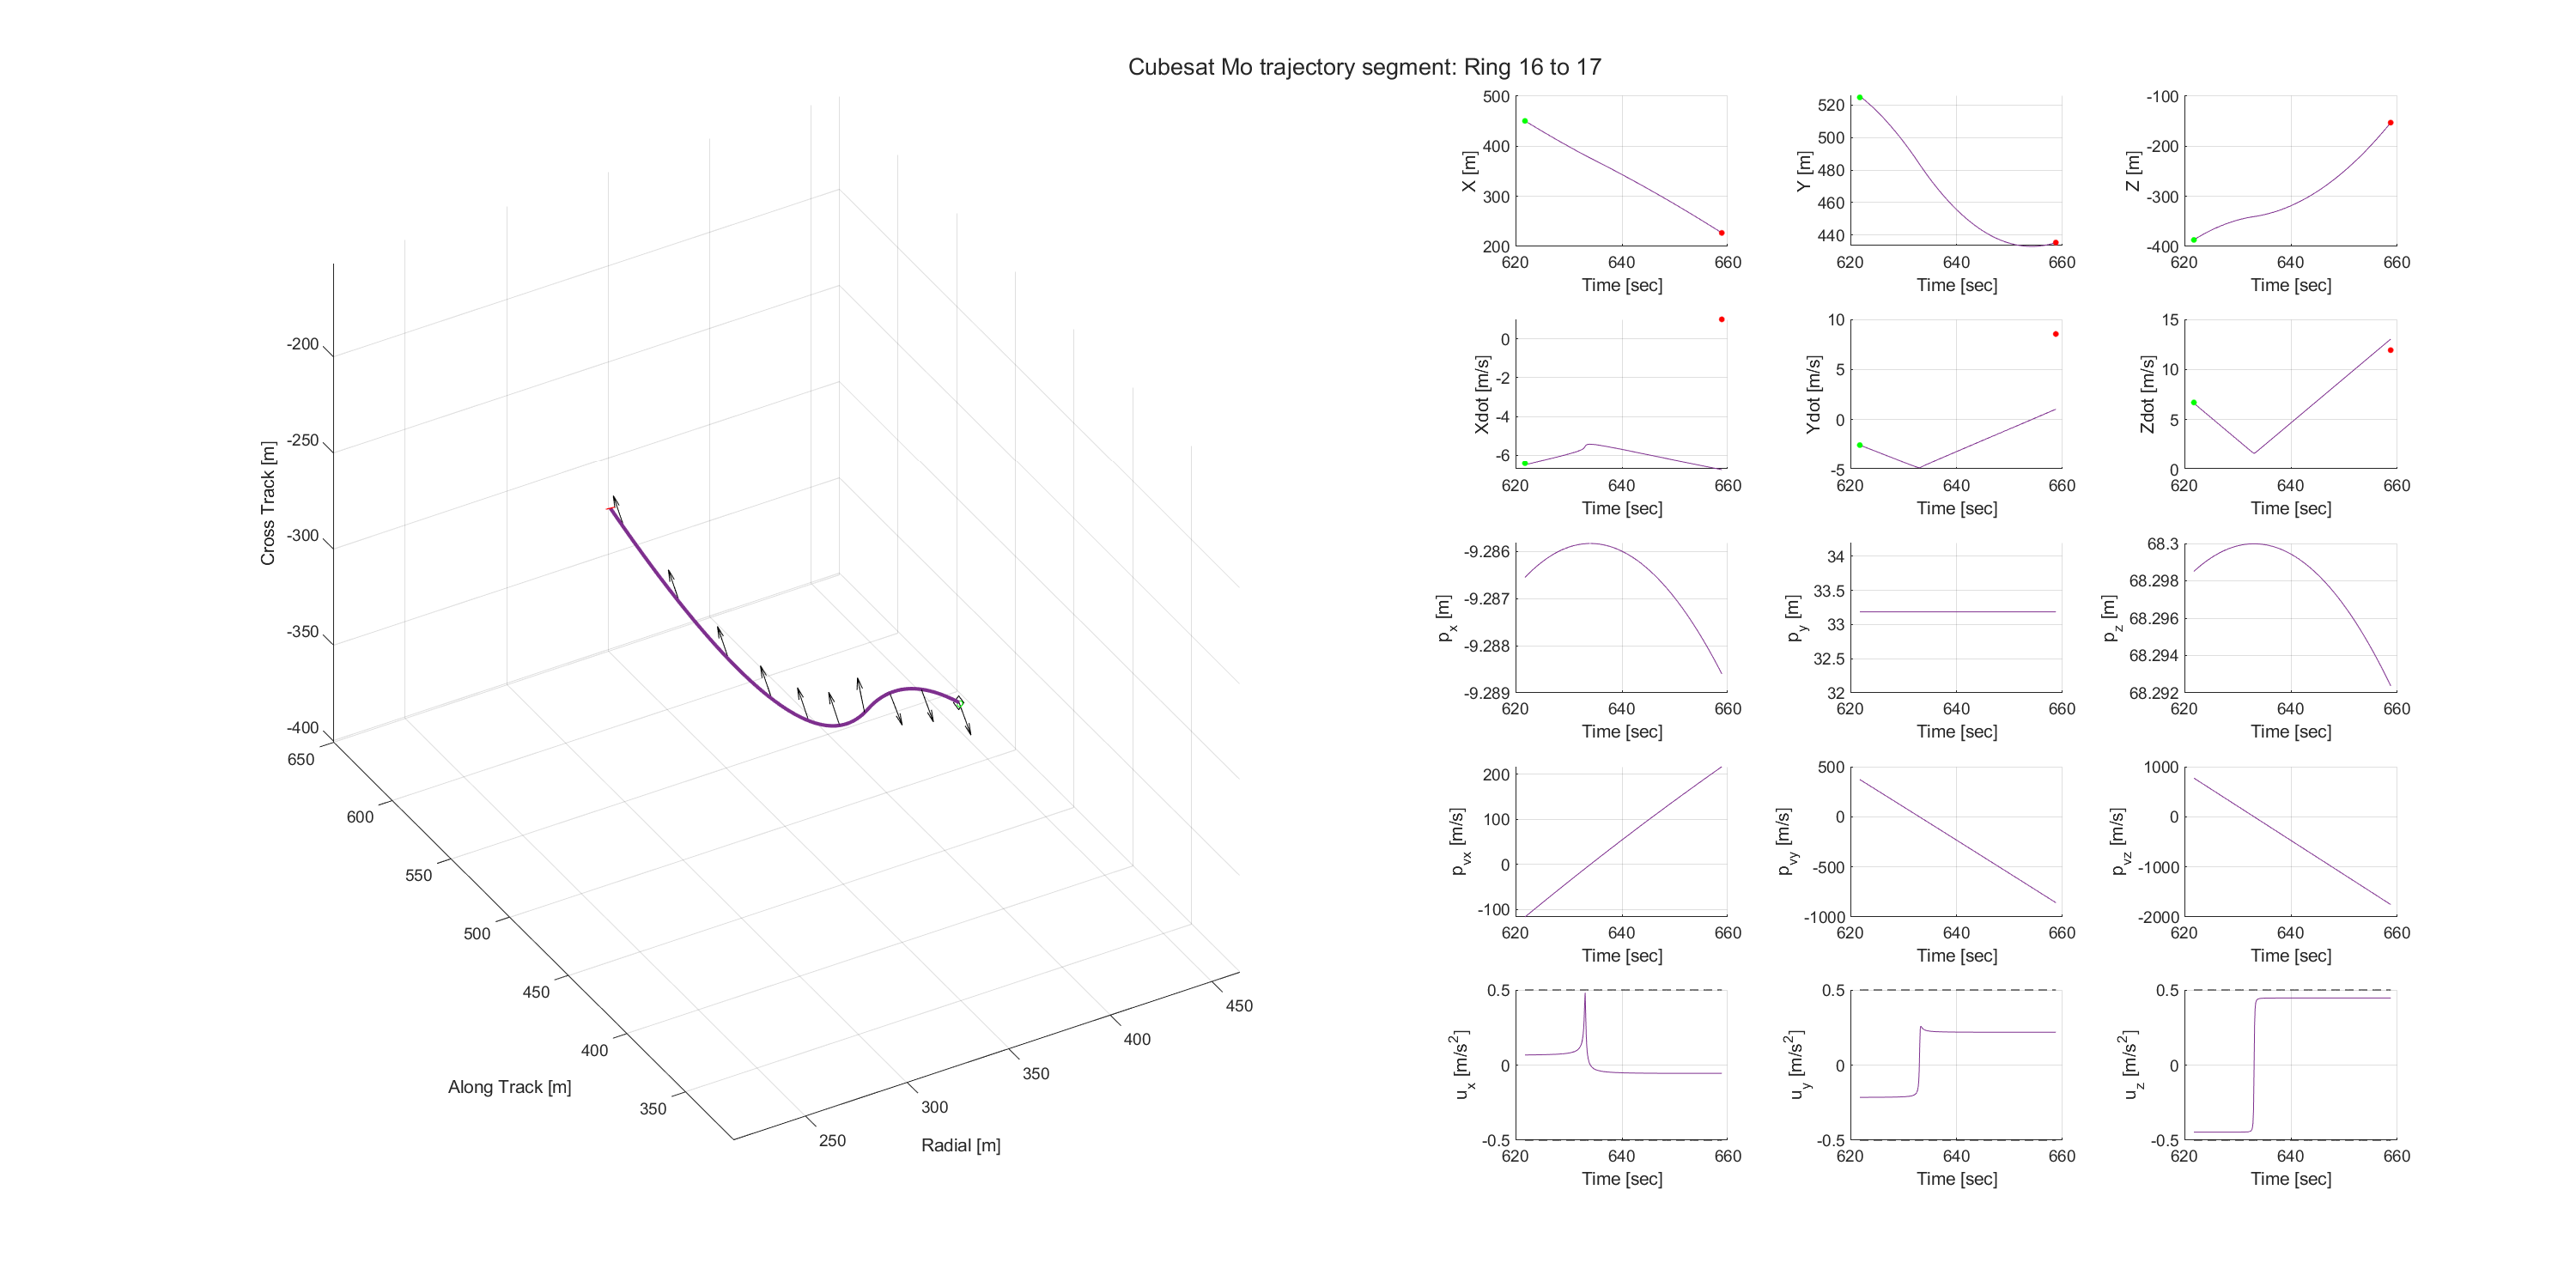 Cubesat Mo trajectory segment: Ring 16 to 17
Cross Track [m]
-200
-250
-300
-350
-400
650
600
550
500
450
400
350
Along Track [m]
250
300
350
400
450
Radial [m]
X [m]
500
400
300
200
620 640 660
Time [sec]
Y [m]
520
500
480
460
440
620 640 660
Time [sec]
Z [m]
-100
-200
-300
-400
620 640 660
Time [sec]
Xdot [m/s]
0
-2
-4
-6
620 640 660
Time [sec]
Ydot [m/s]
10
5
0
-5
620 640 660
Time [sec]
Zdot [m/s]
15
10
5
0
620 640 660
Time [sec]
p_x [m]
-9.286
-9.287
-9.288
-9.289
620 640 660
Time [sec]
p_y [m]
34
33.5
33
32.5
32
620 640 660
Time [sec]
p_z [m]
68.3
68.298
68.296
68.294
68.292
620 640 660
Time [sec]
p_vx [m/s]
200
100
0
-100
620 640 660
Time [sec]
p_vy [m/s]
500
0
-500
-1000
620 640 660
Time [sec]
p_vz [m/s]
1000
0
-1000
-2000
620 640 660
Time [sec]
u_x [m/s²]
0.5
0
-0.5
620 640 660
Time [sec]
u_y [m/s²]
0.5
0
-0.5
620 640 660
Time [sec]
u_z [m/s²]
0.5
0
-0.5
620 640 660
Time [sec]